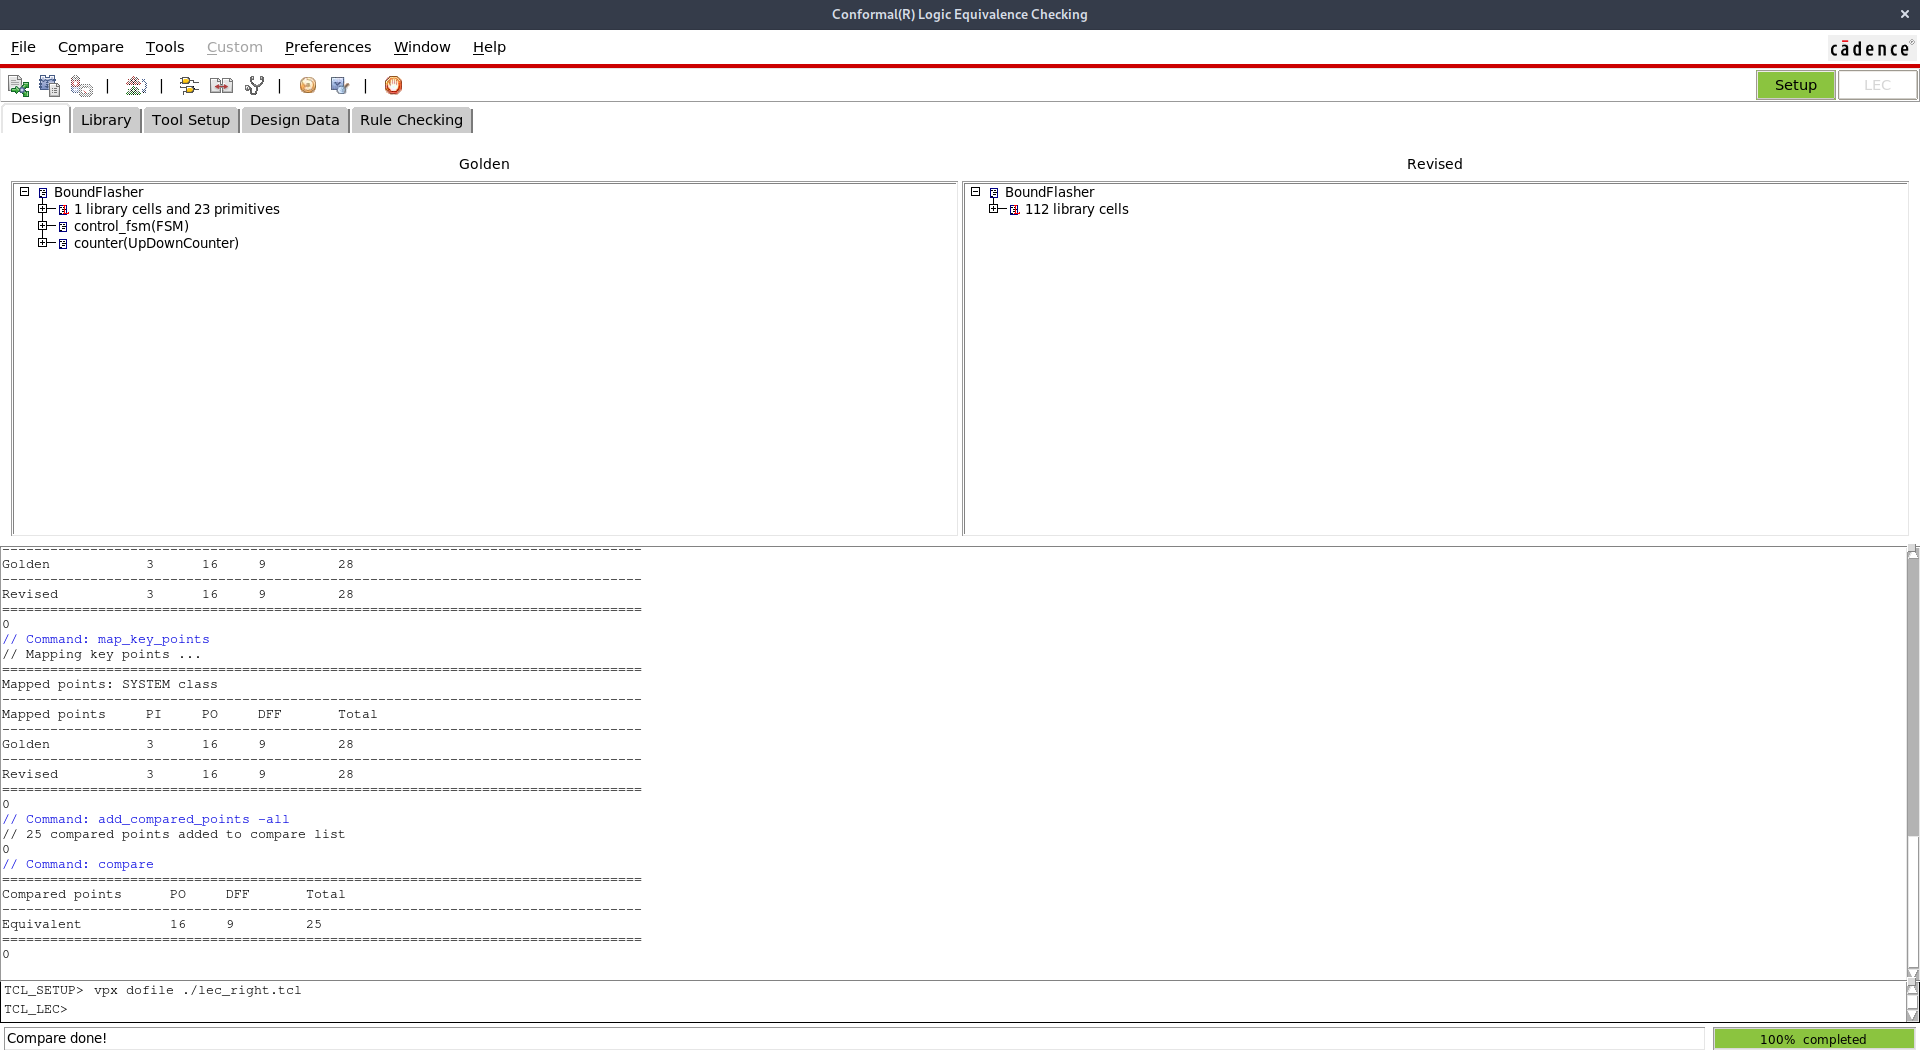 Conformal(R) Logic Equivalence Checking
×
File Compare Tools Custom Preferences Window Help
cādence®
Setup LEC
Design Library Tool Setup Design Data Rule Checking
Golden
Revised
BoundFlasher
1 library cells and 23 primitives
control_fsm(FSM)
counter(UpDownCounter)
BoundFlasher
112 library cells
--------------------------------------------------------------------------------
Golden 3 16 9 28
--------------------------------------------------------------------------------
Revised 3 16 9 28
================================================================================
0
// Command: map_key_points
// Mapping key points ...
================================================================================
Mapped points: SYSTEM class
--------------------------------------------------------------------------------
Mapped points PI PO DFF Total
--------------------------------------------------------------------------------
Golden 3 16 9 28
--------------------------------------------------------------------------------
Revised 3 16 9 28
================================================================================
0
// Command: add_compared_points -all
// 25 compared points added to compare list
0
// Command: compare
================================================================================
Compared points PO DFF Total
--------------------------------------------------------------------------------
Equivalent 16 9 25
================================================================================
0
TCL_SETUP> vpx dofile ./lec_right.tcl
TCL_LEC>
Compare done!
100% completed